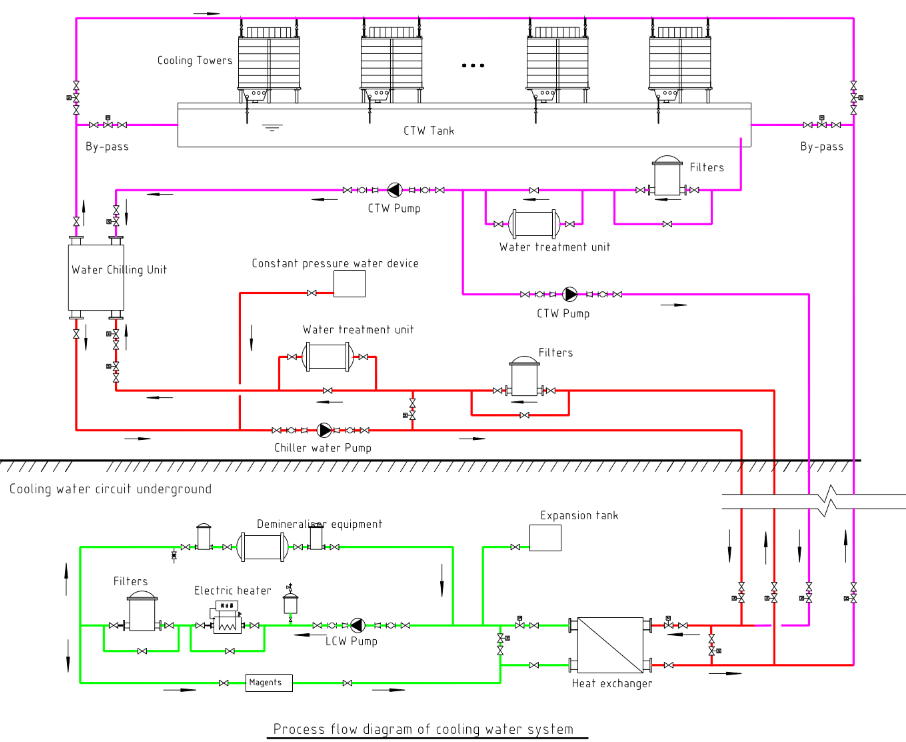 Cooling Towers
CTW Tank
By-pass
By-pass
Filters
CTW Pump
Water treatment unit
Water Chilling Unit
Constant pressure water device
CTW Pump
Water treatment unit
Filters
Chiller water Pump
Cooling water circuit underground
Demineraliser equipment
Expansion tank
Filters
Electric heater
LCW Pump
Magents
Heat exchanger
Process flow diagram of cooling water system